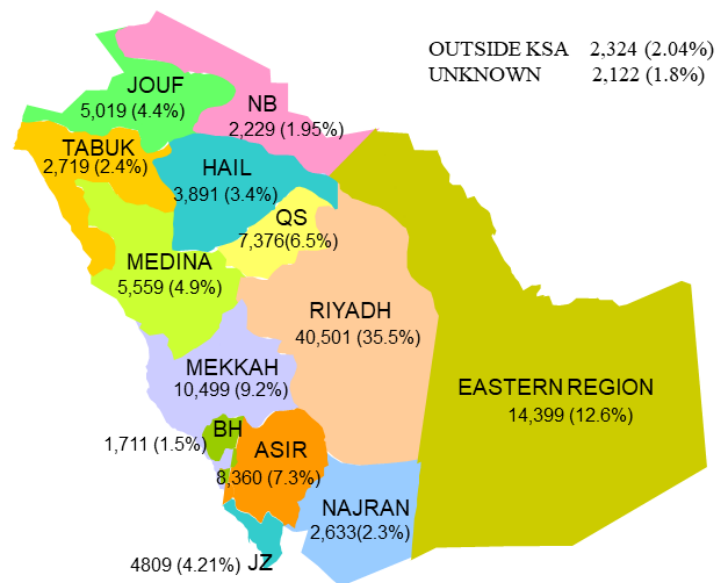 OUTSIDE KSA 2,324 (2.04%)
UNKNOWN 2,122 (1.8%)
JOUF
5,019 (4.4%)
NB
2,229 (1.95%)
TABUK
2,719 (2.4%)
HAIL
3,891 (3.4%)
QS
7,376(6.5%)
MEDINA
5,559 (4.9%)
RIYADH
40,501 (35.5%)
MEKKAH
10,499 (9.2%)
EASTERN REGION
14,399 (12.6%)
BH
1,711 (1.5%)
ASIR
8,360 (7.3%)
NAJRAN
2,633(2.3%)
JZ
4809 (4.21%)